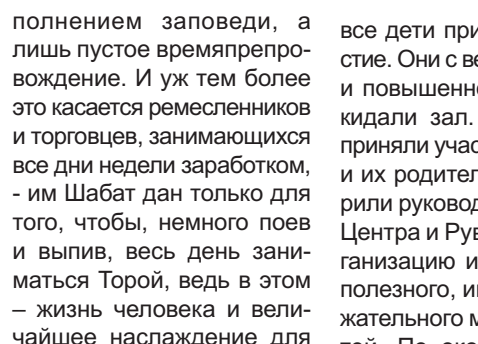 полнением заповеди, а
лишь пустое времяпрепро-
вождение. И уж тем более
это касается ремесленников
и торговцев, занимающихся
все дни недели заработком,
- им Шабат дан только для
того, чтобы, немного поев
и выпив, весь день зани-
маться Торой, ведь в этом
– жизнь человека и вели-
чайшее наслаждение для
все дети при
стие. Они с ве
и повышенно
кидали зал.
приняли учас
и их родител
рили руковод
Центра и Рув
ганизацию и
полезного, ин
жательного м